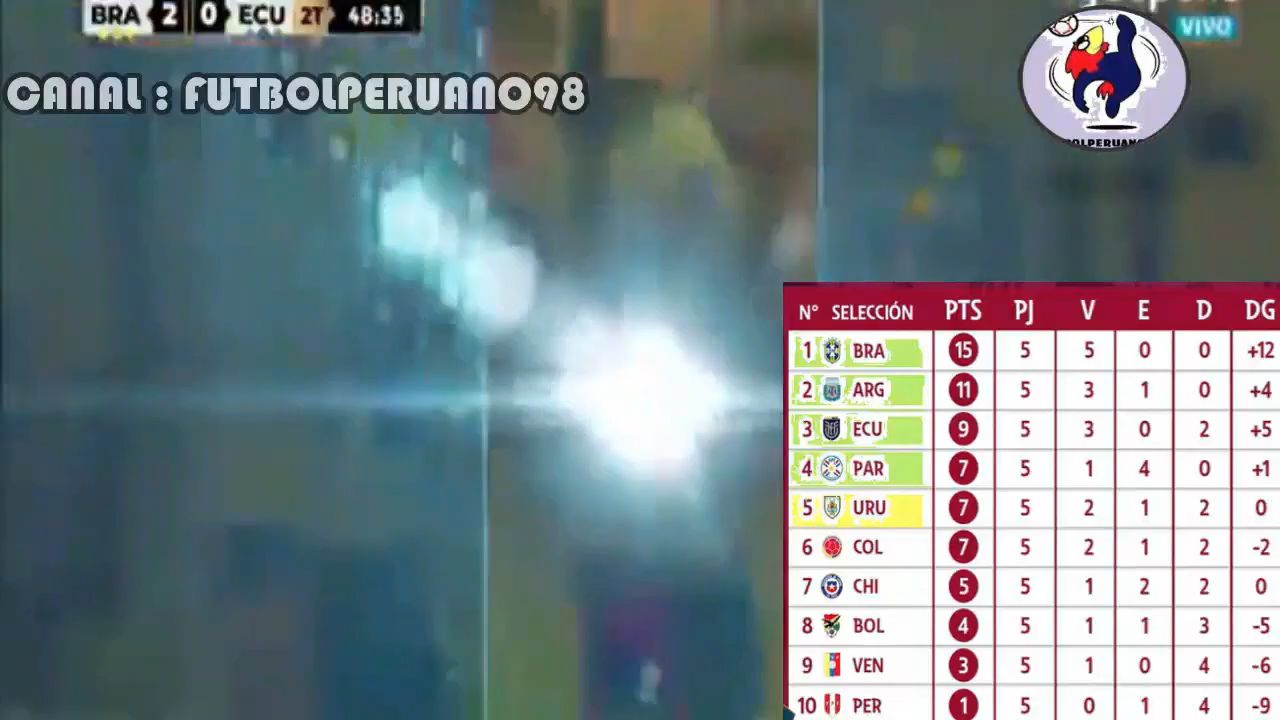 BRA 2 0 ECU 2T 48:35
VIVO
CANAL : FUTBOLPERUANO98
OLPERUANO
N° SELECCIÓN PTS PJ V E D DG
1 BRA 15 5 5 0 0 +12
2 ARG 11 5 3 1 0 +4
3 ECU 9 5 3 0 2 +5
4 PAR 7 5 1 4 0 +1
5 URU 7 5 2 1 2 0
6 COL 7 5 2 1 2 -2
7 CHI 5 5 1 2 2 0
8 BOL 4 5 1 1 3 -5
9 VEN 3 5 1 0 4 -6
10 PER 1 5 0 1 4 -9